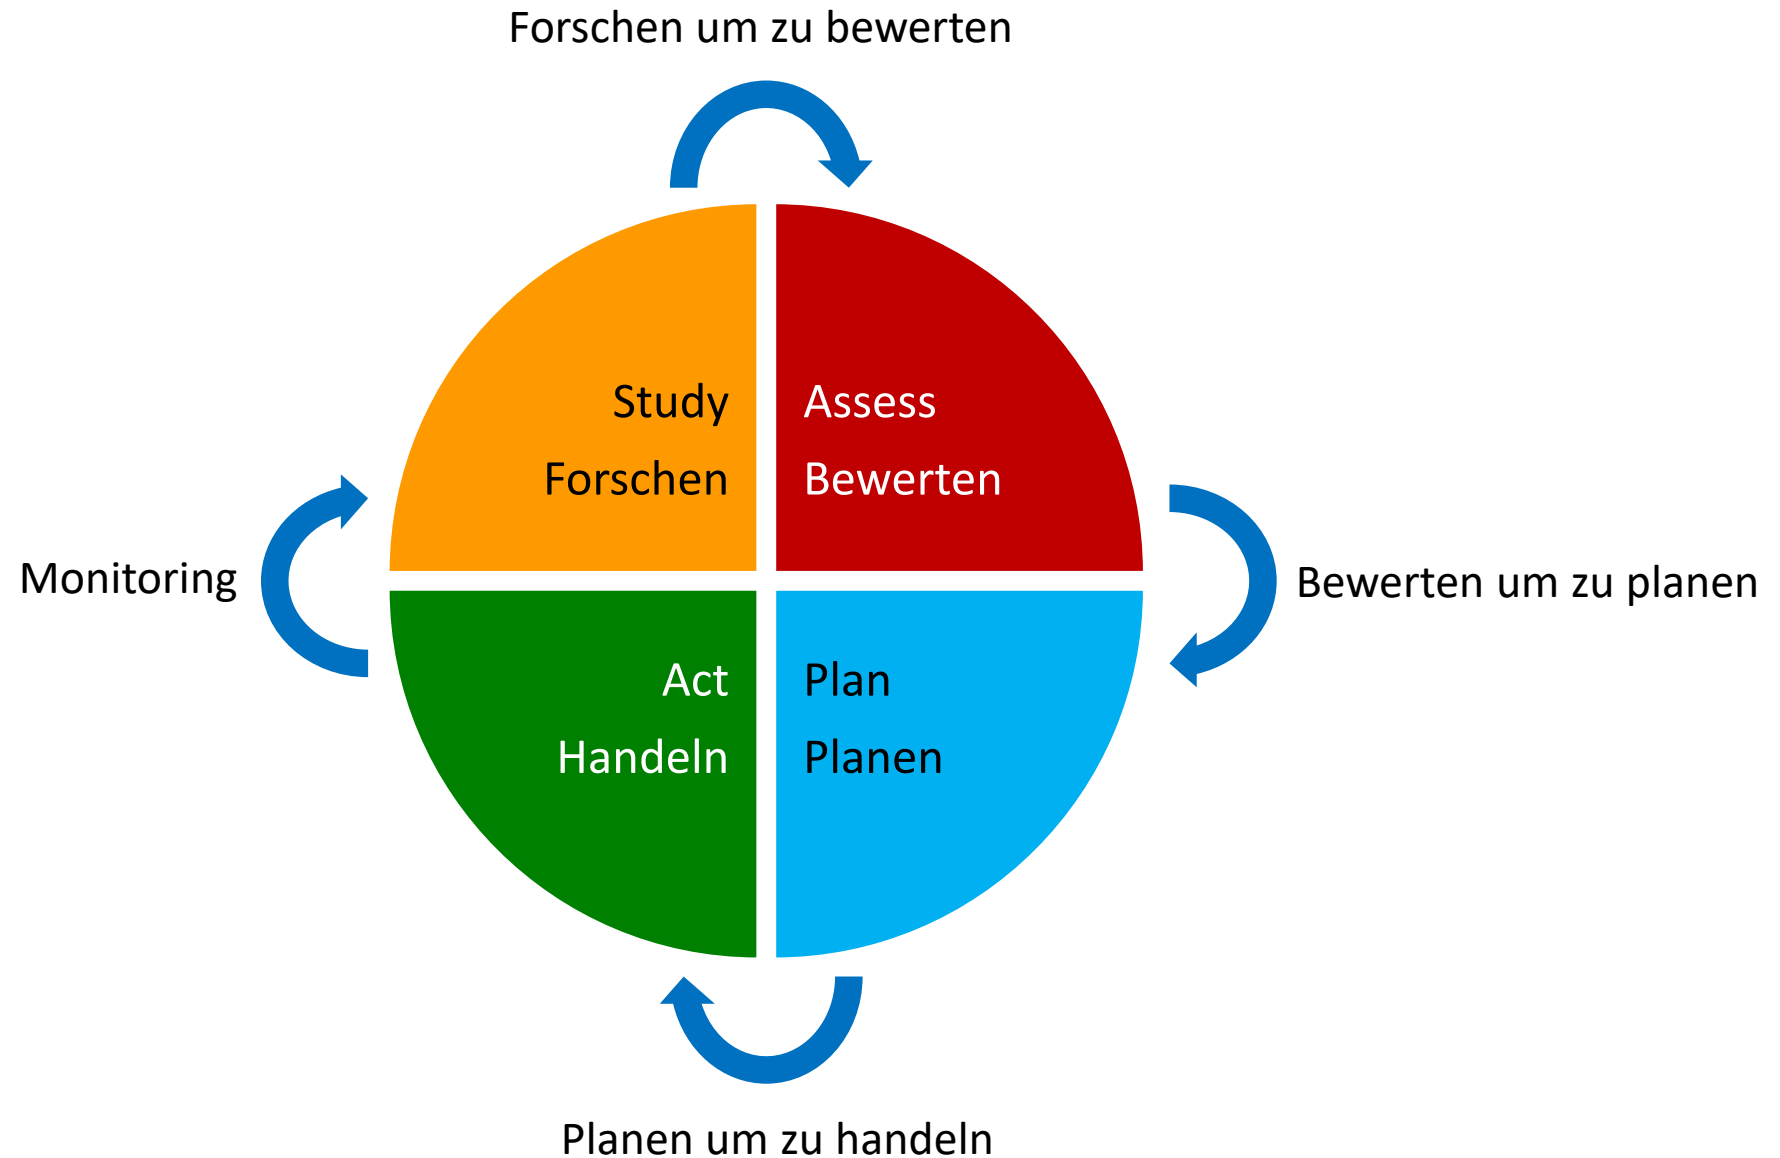 Forschen um zu bewerten
Study
Forschen
Assess
Bewerten
Monitoring
Bewerten um zu planen
Act
Handeln
Plan
Planen
Planen um zu handeln